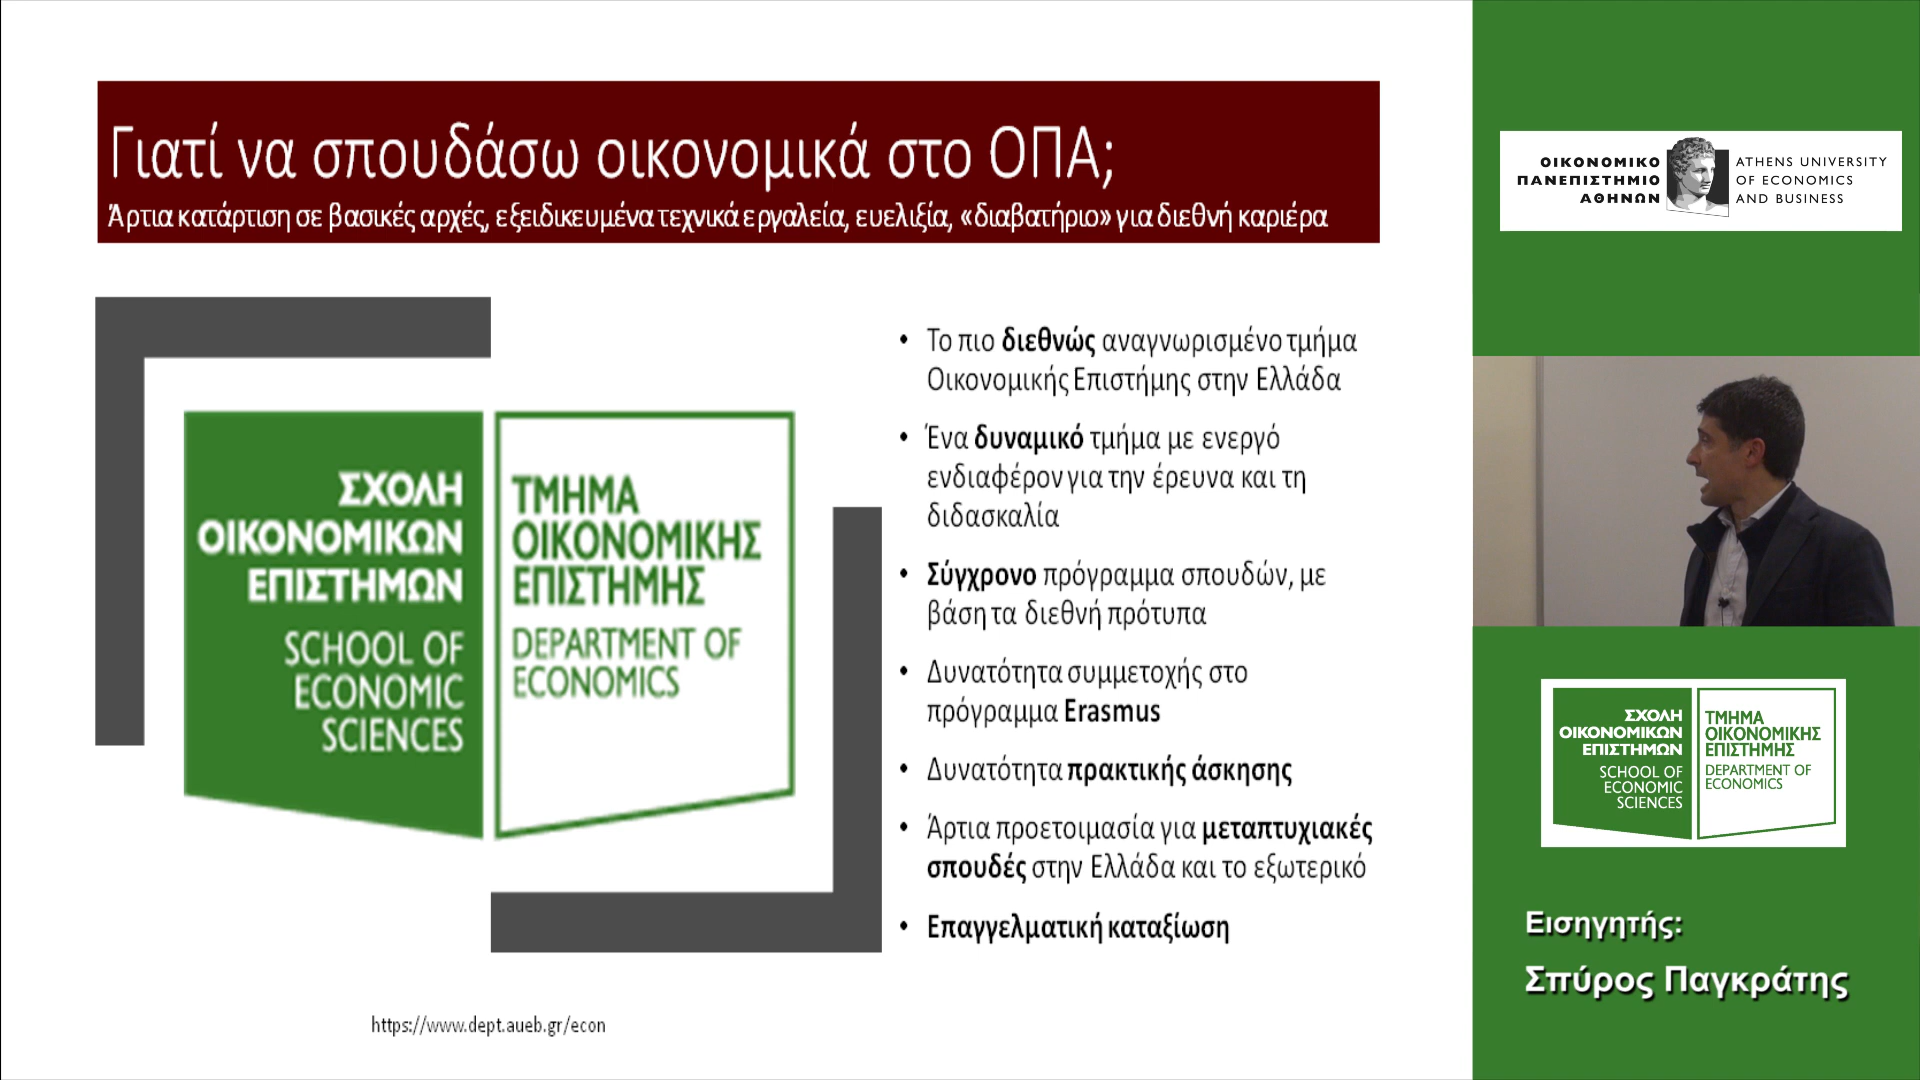 Γιατί να σπουδάσω οικονομικά στο ΟΠΑ;
Άρτια κατάρτιση σε βασικές αρχές, εξειδικευμένα τεχνικά εργαλεία, ευελιξία, «διαβατήριο» για διεθνή καριέρα
ΣΧΟΛΗ
ΟΙΚΟΝΟΜΙΚΩΝ
ΕΠΙΣΤΗΜΩΝ
SCHOOL OF
ECONOMIC
SCIENCES
ΤΜΗΜΑ
ΟΙΚΟΝΟΜΙΚΗΣ
ΕΠΙΣΤΗΜΗΣ
DEPARTMENT OF
ECONOMICS
• Το πιο διεθνώς αναγνωρισμένο τμήμα
Οικονομικής Επιστήμης στην Ελλάδα
• Ένα δυναμικό τμήμα με ενεργό
ενδιαφέρον για την έρευνα και τη
διδασκαλία
• Σύγχρονο πρόγραμμα σπουδών, με
βάση τα διεθνή πρότυπα
• Δυνατότητα συμμετοχής στο
πρόγραμμα Erasmus
• Δυνατότητα πρακτικής άσκησης
• Άρτια προετοιμασία για μεταπτυχιακές
σπουδές στην Ελλάδα και το εξωτερικό
• Επαγγελματική καταξίωση
https://www.dept.aueb.gr/econ
ΟΙΚΟΝΟΜΙΚΟ
ΠΑΝΕΠΙΣΤΗΜΙΟ
ΑΘΗΝΩΝ
ATHENS UNIVERSITY
OF ECONOMICS
AND BUSINESS
ΣΧΟΛΗ
ΟΙΚΟΝΟΜΙΚΩΝ
ΕΠΙΣΤΗΜΩΝ
SCHOOL OF
ECONOMIC
SCIENCES
ΤΜΗΜΑ
ΟΙΚΟΝΟΜΙΚΗΣ
ΕΠΙΣΤΗΜΗΣ
DEPARTMENT OF
ECONOMICS
Εισηγητής:
Σπύρος Παγκράτης